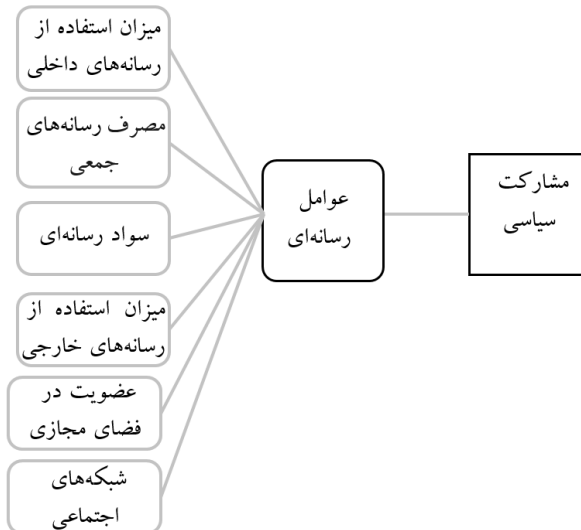 میزان استفاده از
رسانه‌های داخلی
مصرف رسانه‌های
جمعی
سواد رسانه‌ای
میزان استفاده از
رسانه‌های خارجی
عضویت در
فضای مجازی
شبکه‌های
اجتماعی
عوامل
رسانه‌ای
مشارکت
سیاسی